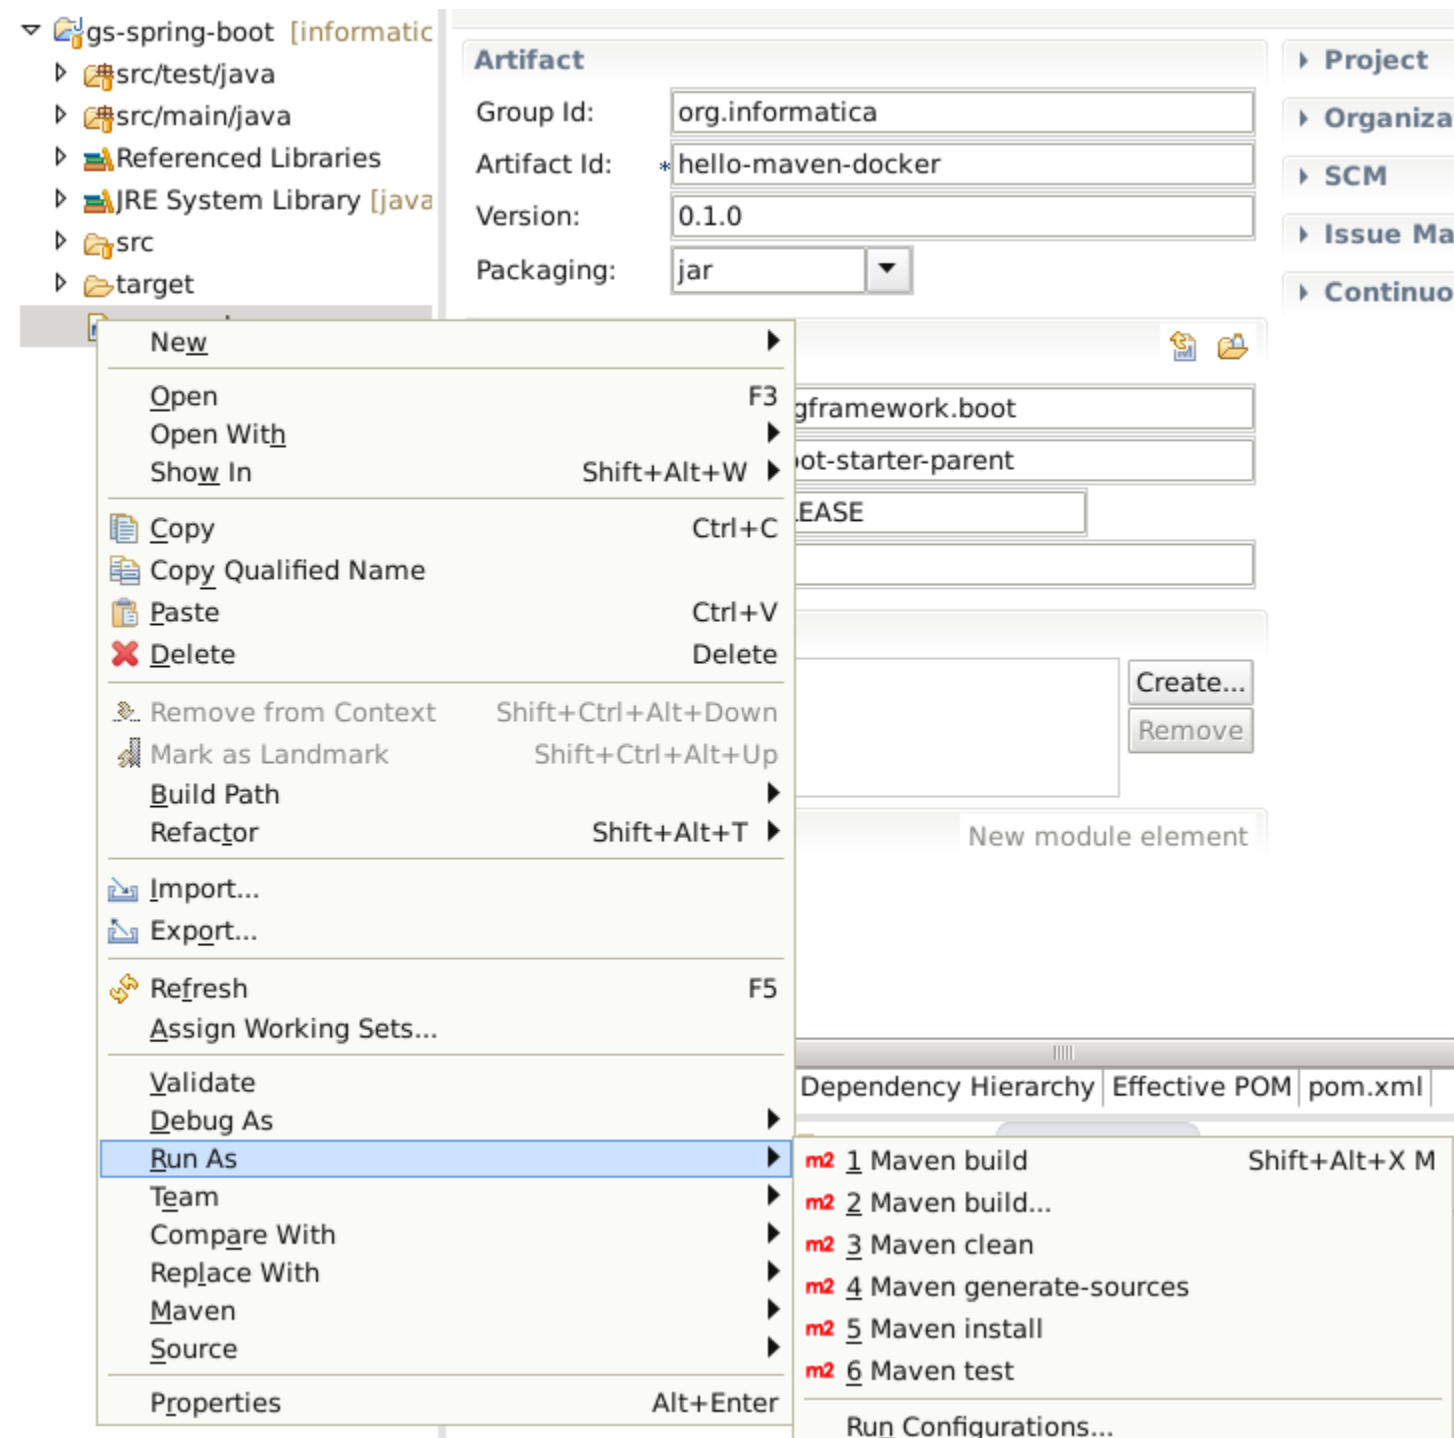 gs-spring-boot [informatic
src/test/java
src/main/java
Referenced Libraries
JRE System Library [java
src
target
Artifact
Group Id: org.informatica
Artifact Id: * hello-maven-docker
Version: 0.1.0
Packaging: jar
Project
Organiza
SCM
Issue Ma
Continuo
New
Open F3
Open With
Show In Shift+Alt+W
Copy Ctrl+C
Copy Qualified Name
Paste Ctrl+V
Delete Delete
Remove from Context Shift+Ctrl+Alt+Down
Mark as Landmark Shift+Ctrl+Alt+Up
Build Path
Refactor Shift+Alt+T
Import...
Export...
Refresh F5
Assign Working Sets...
Validate
Debug As
Run As
Team
Compare With
Replace With
Maven
Source
Properties Alt+Enter
gframework.boot
ot-starter-parent
LEASE
Create...
Remove
New module element
Dependency Hierarchy Effective POM pom.xml
m2 1 Maven build Shift+Alt+X M
m2 2 Maven build...
m2 3 Maven clean
m2 4 Maven generate-sources
m2 5 Maven install
m2 6 Maven test
Run Configurations...